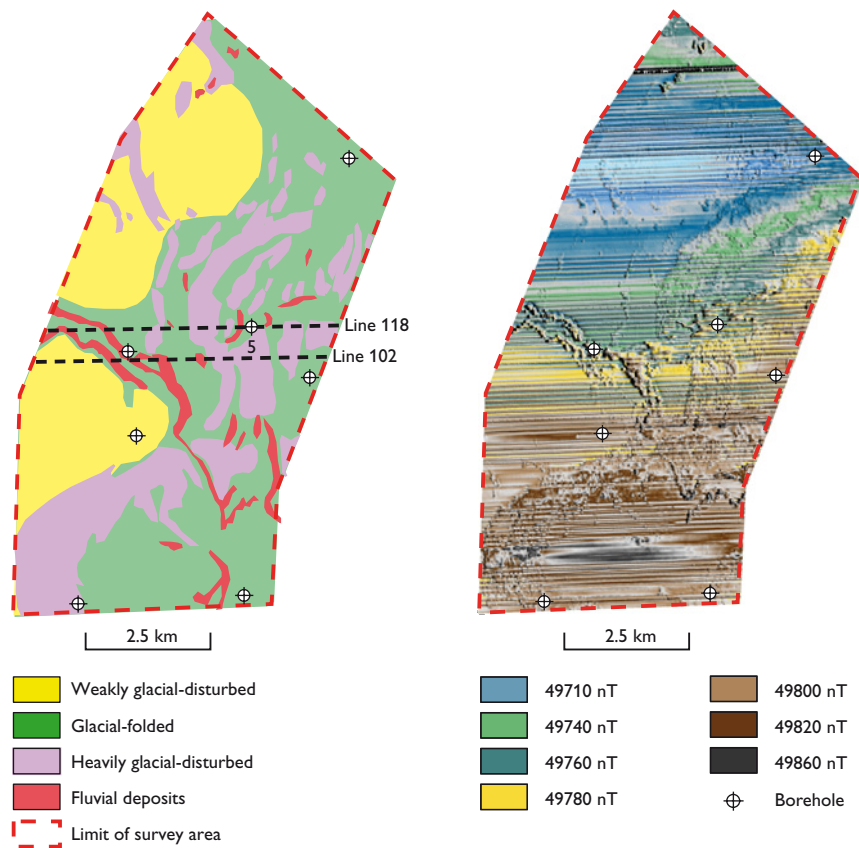 Line 118
5
Line 102
2.5 km
2.5 km
Weakly glacial-disturbed
Glacial-folded
Heavily glacial-disturbed
Fluvial deposits
Limit of survey area
49710 nT
49740 nT
49760 nT
49780 nT
49800 nT
49820 nT
49860 nT
Borehole